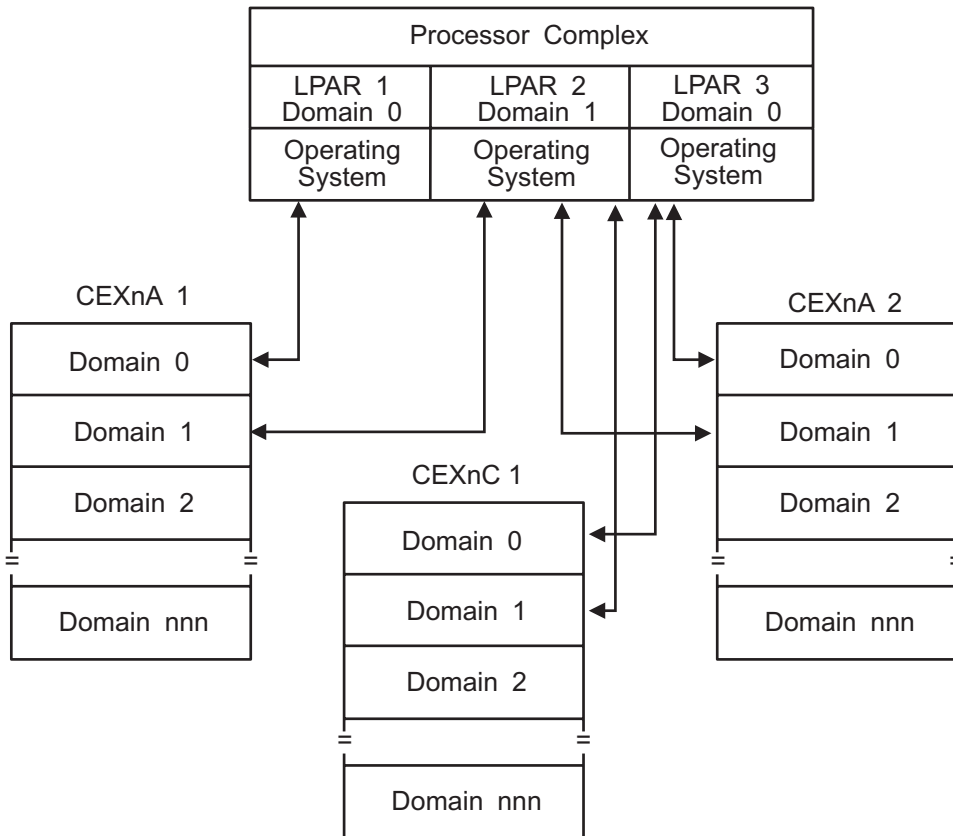 Processor Complex
LPAR 1
Domain 0
LPAR 2
Domain 1
LPAR 3
Domain 0
Operating
System
Operating
System
Operating
System
CEXnA 1
Domain 0
Domain 1
Domain 2
=
=
Domain nnn
CEXnC 1
Domain 0
Domain 1
Domain 2
=
=
Domain nnn
CEXnA 2
Domain 0
Domain 1
Domain 2
=
=
Domain nnn